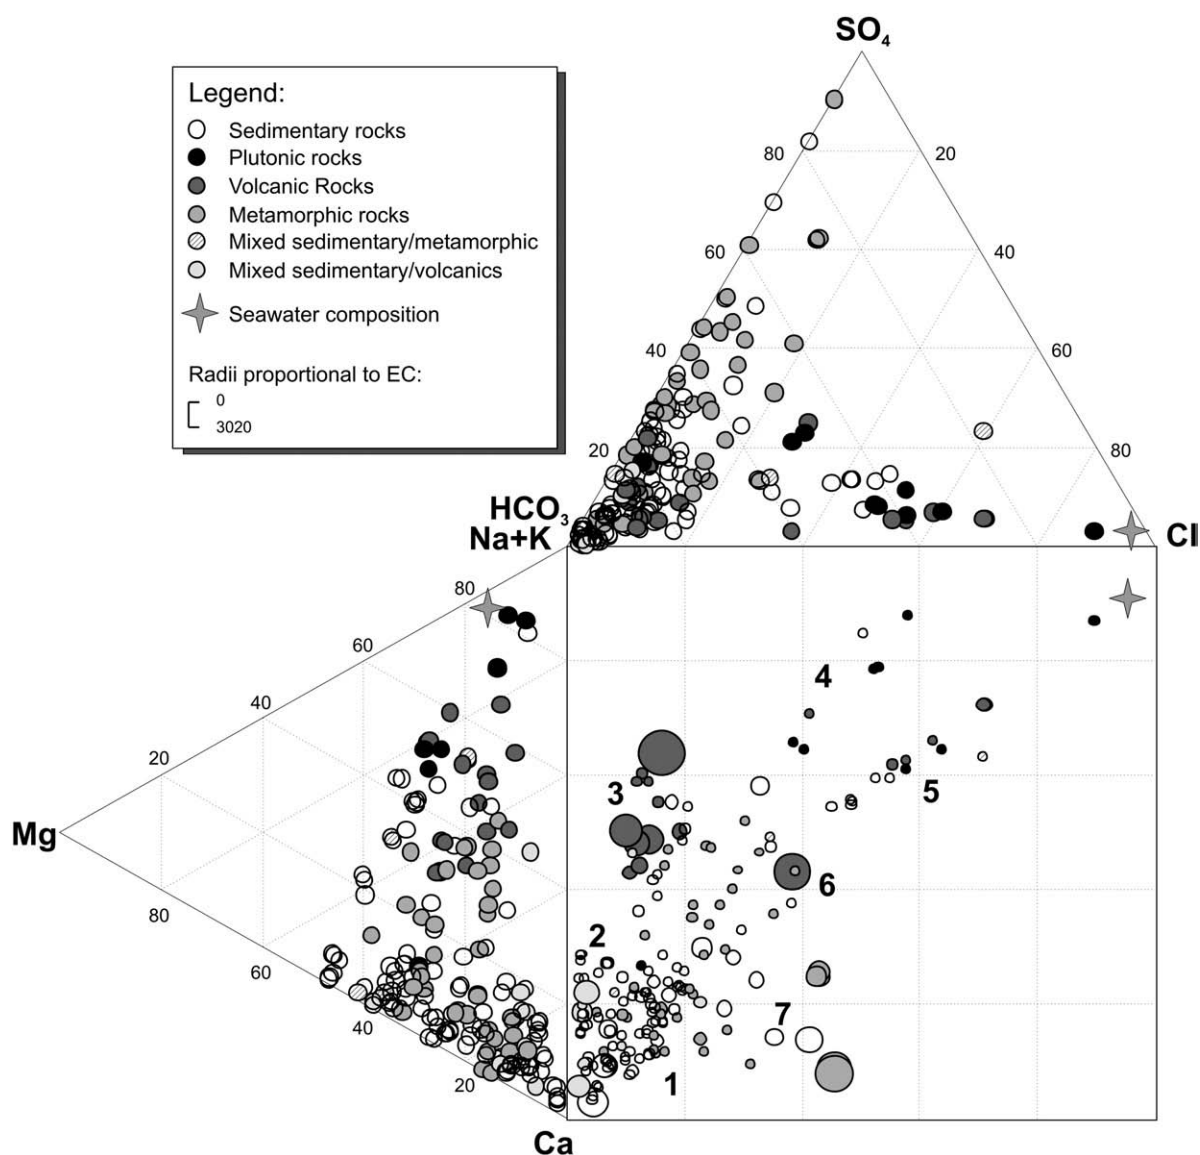 SO4
Legend:
Sedimentary rocks
Plutonic rocks
Volcanic Rocks
Metamorphic rocks
Mixed sedimentary/metamorphic
Mixed sedimentary/volcanics
Seawater composition
Radii proportional to EC:
0
3020
80 20
60 40
40 60
20 80
HCO3
Na+K Cl
80
60
40
20
Mg
80
60
40
20
Ca
4
3 5
6
2
7
1